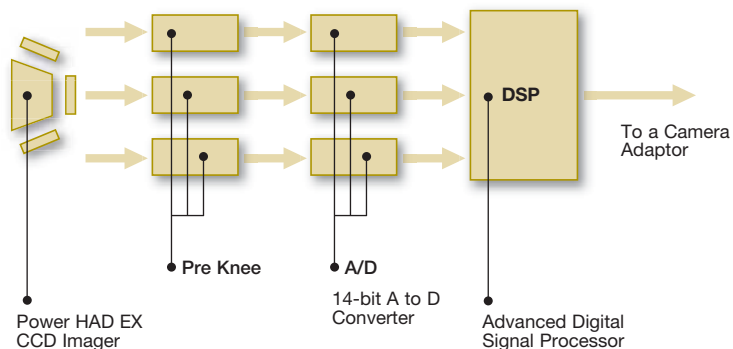 DSP
To a Camera
Adaptor
Pre Knee
A/D
14-bit A to D
Converter
Power HAD EX
CCD Imager
Advanced Digital
Signal Processor